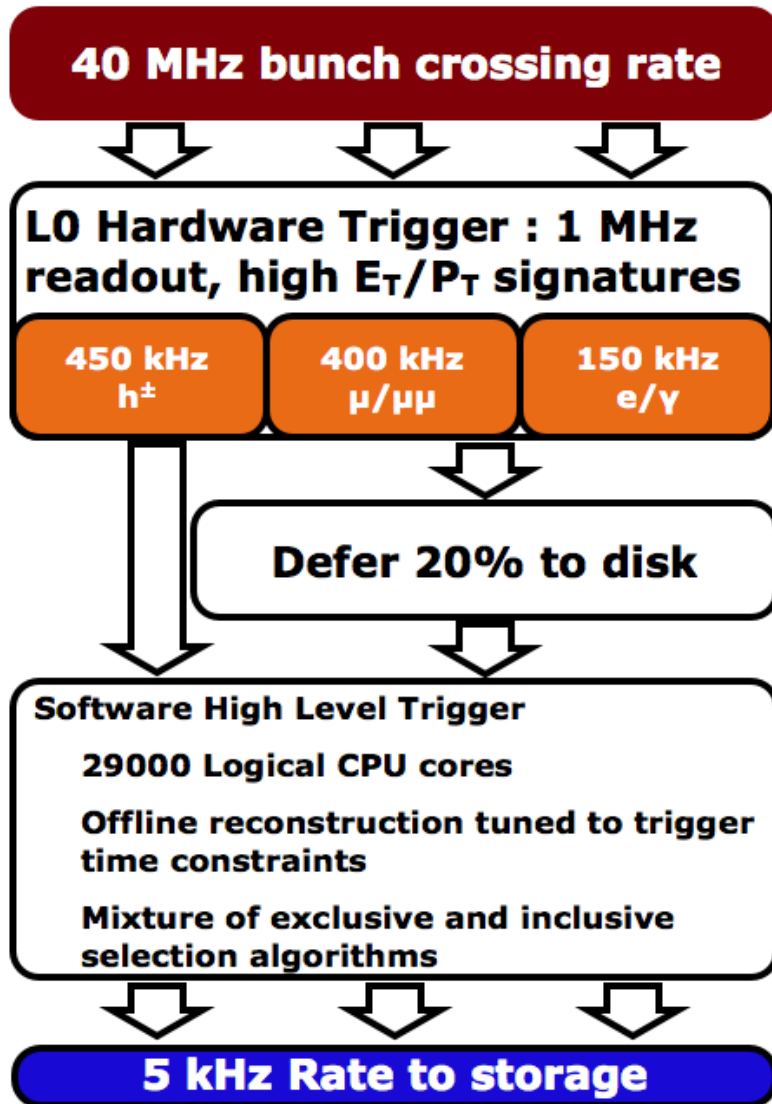 40 MHz bunch crossing rate
L0 Hardware Trigger : 1 MHz
readout, high E_T/P_T signatures
450 kHz
h±
400 kHz
μ/μμ
150 kHz
e/γ
Defer 20% to disk
Software High Level Trigger
29000 Logical CPU cores
Offline reconstruction tuned to trigger
time constraints
Mixture of exclusive and inclusive
selection algorithms
5 kHz Rate to storage